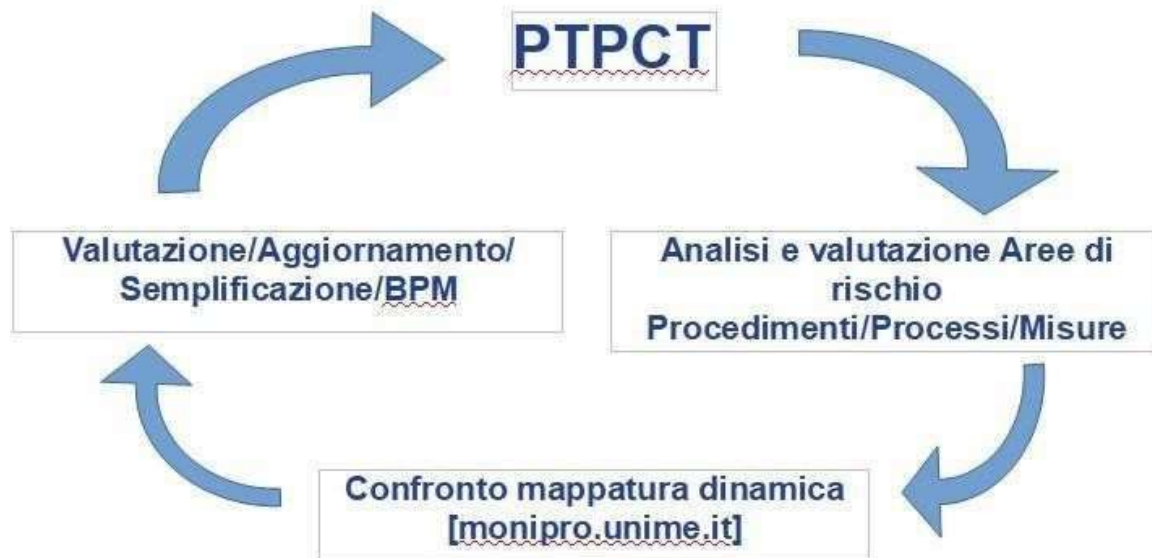 PTPCT
Analisi e valutazione Aree di
rischio
Procedimenti/Processi/Misure
Confronto mappatura dinamica
[monipro.unime.it]
Valutazione/Aggiornamento/
Semplificazione/BPM